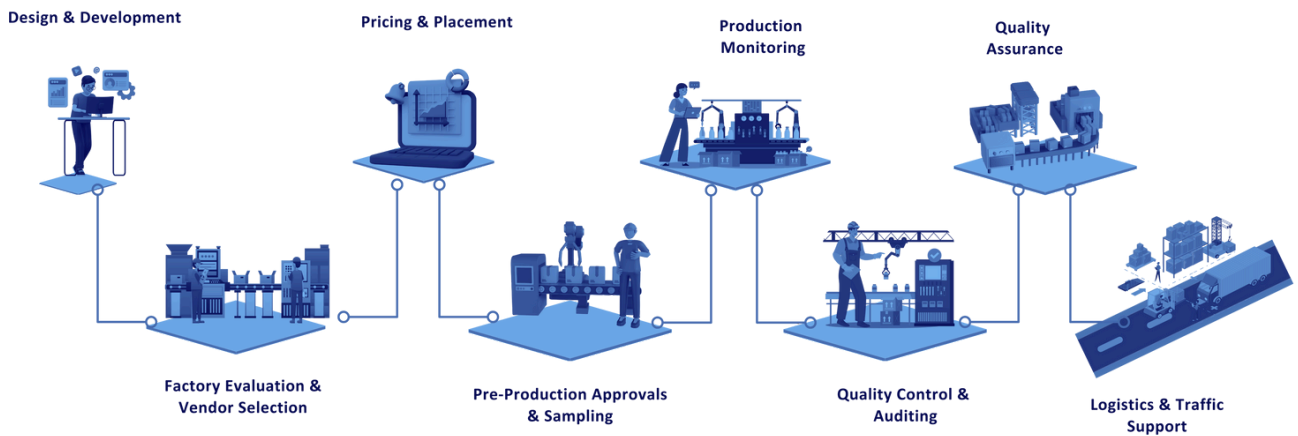 Design & Development
Factory Evaluation &
Vendor Selection
Pricing & Placement
Pre-Production Approvals
& Sampling
Production
Monitoring
Quality Control &
Auditing
Quality
Assurance
Logistics & Traffic
Support